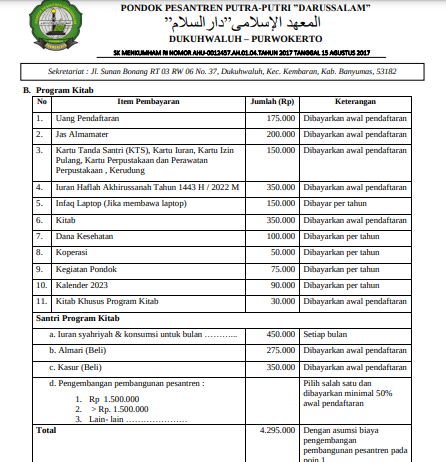 PONDOK PESANTREN PUTRA-PUTRI "DARUSSALAM"
المعهد الإسلامى "دار السلام"
DUKUHWALUH – PURWOKERTO
SK MENKUMHAM RI NOMOR AHU-0012457.AH.01.04.TAHUN 2017 TANGGAL 15 AGUSTUS 2017
Sekretariat : Jl. Sunan Bonang RT 03 RW 06 No. 37, Dukuhwaluh, Kec. Kembaran, Kab. Banyumas, 53182
B. Program Kitab
No Item Pembayaran Jumlah (Rp) Keterangan
1. Uang Pendaftaran 175.000 Dibayarkan awal pendaftaran
2. Jas Almamater 200.000 Dibayarkan awal pendaftaran
3. Kartu Tanda Santri (KTS), Kartu Iuran, Kartu Izin 150.000 Dibayarkan awal pendaftaran
Pulang, Kartu Perpustakaan dan Perawatan
Perpustakaan , Kerudung
4. Iuran Haflah Akhirussanah Tahun 1443 H / 2022 M 350.000 Dibayarkan awal pendaftaran
5. Infaq Laptop (Jika membawa laptop) 150.000 Dibayar per tahun
6. Kitab 350.000 Dibayarkan awal pendaftaran
7. Dana Kesehatan 100.000 Dibayarkan per tahun
8. Koperasi 50.000 Dibayarkan per tahun
9. Kegiatan Pondok 75.000 Dibayarkan per tahun
10. Kalender 2023 90.000 Dibayarkan per tahun
11. Kitab Khusus Program Kitab 30.000 Dibayarkan per tahun
Santri Program Kitab
a. Iuran syahriyah & konsumsi untuk bulan ……….. 450.000 Setiap bulan
b. Almari (Beli) 275.000 Dibayarkan awal pendaftaran
c. Kasur (Beli) 350.000 Dibayarkan awal pendaftaran
d. Pengembangan pembangunan pesantren : Pilih salah satu dan
dibayarkan minimal 50%
1. Rp 1.500.000 awal pendaftaran
2. > Rp. 1.500.000
3. Lain- lain …………………
Total 4.295.000 Dengan asumsi biaya
pengembangan
pembangunan pesantren pada
poin 1